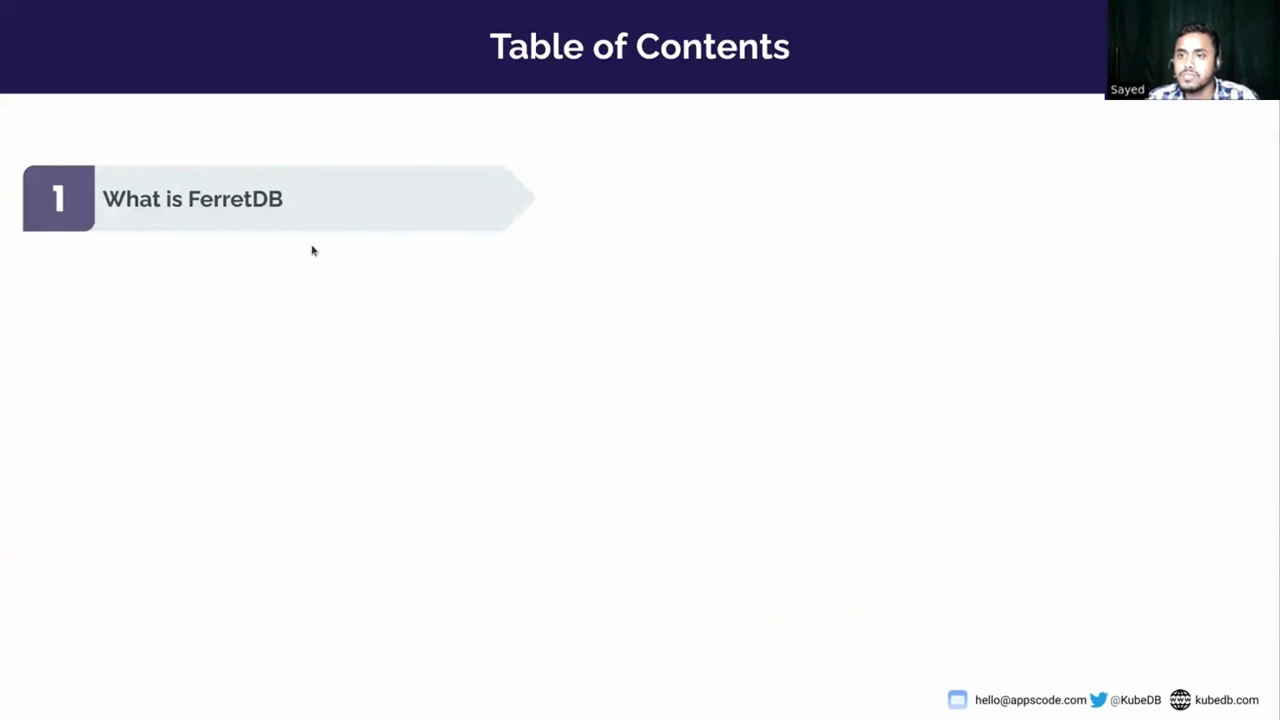 Table of Contents
Sayed
1 What is FerretDB
hello@appscode.com @KubeDB kubedb.com